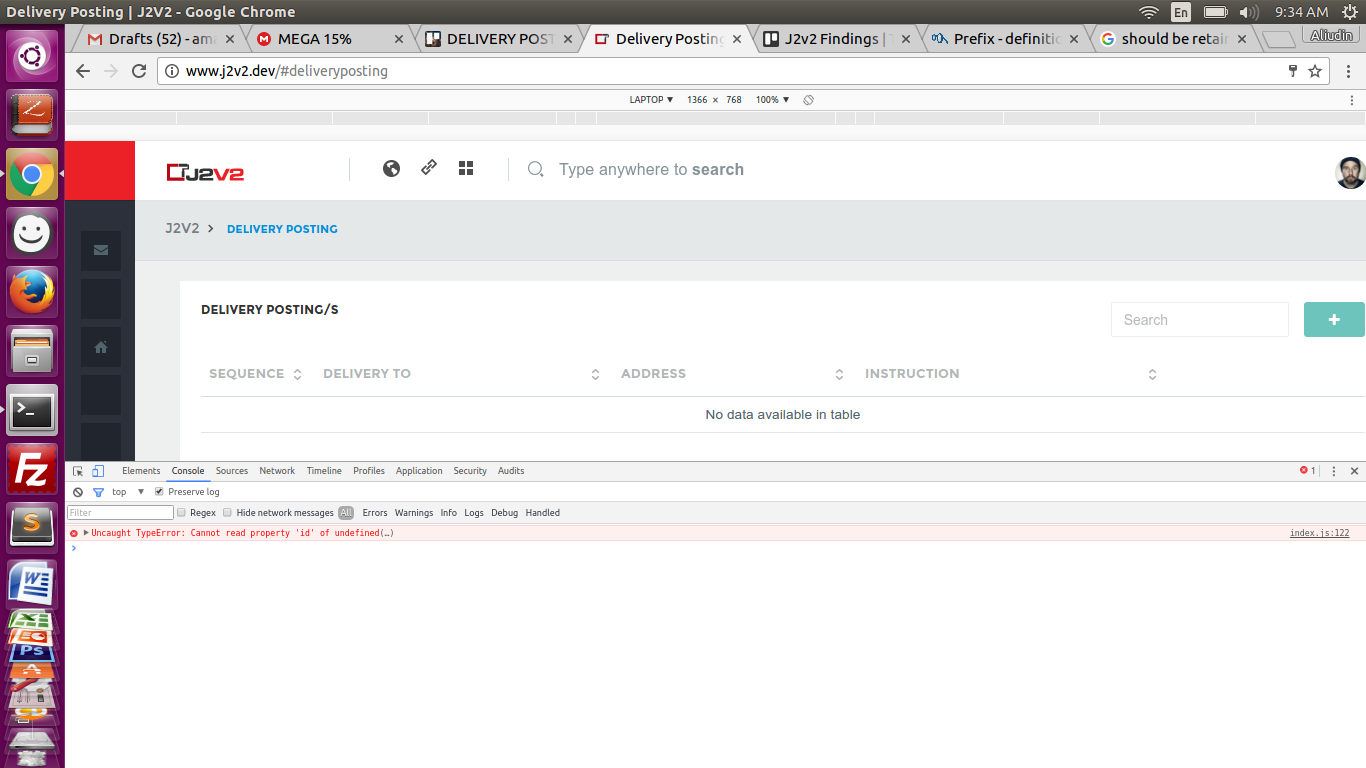 Delivery Posting | J2V2 - Google Chrome
En
9:34 AM
Drafts (52) - ama
MEGA 15%
DELIVERY POST
Delivery Posting
J2v2 Findings |
Prefix - definitio
should be retai
Aliudin
www.j2v2.dev/#deliveryposting
LAPTOP ▼ 1366 × 768 100% ▼
J2V2
Type anywhere to search
J2V2 > DELIVERY POSTING
DELIVERY POSTING/S
Search
+
SEQUENCE DELIVERY TO ADDRESS INSTRUCTION
No data available in table
Elements Console Sources Network Timeline Profiles Application Security Audits
1
top ▼ Preserve log
Filter Regex Hide network messages All Errors Warnings Info Logs Debug Handled
Uncaught TypeError: Cannot read property 'id' of undefined(…) index.js:122
>
Fz
S
W
Ps